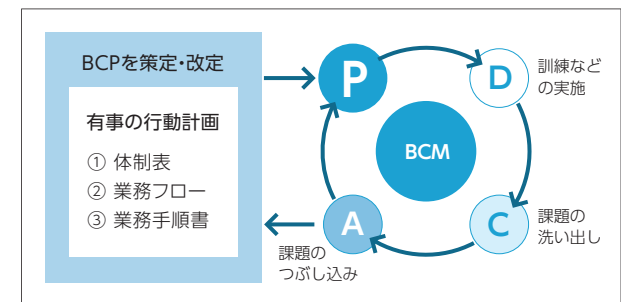 BCPを策定・改定
有事の行動計画
① 体制表
② 業務フロー
③ 業務手順書
P
D
訓練など
の実施
BCM
A
C
課題の
洗い出し
課題の
つぶし込み